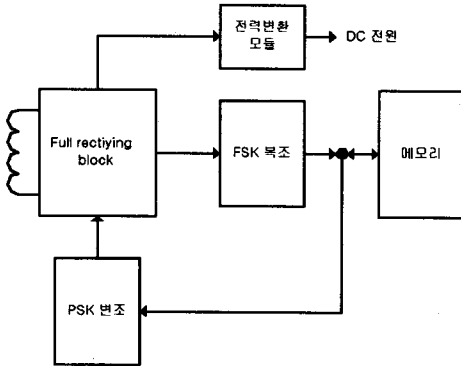 전력변환
모듈
DC 전원
Full rectiying
block
FSK 복조
메모리
PSK 변조